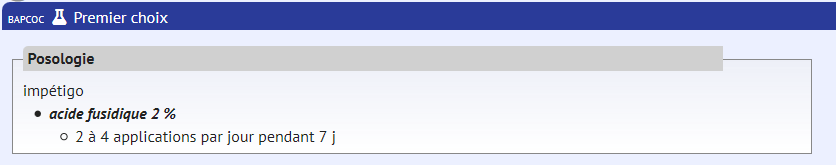 BAPCOC Premier choix
Posologie
impétigo
acide fusidique 2 %
2 à 4 applications par jour pendant 7 j